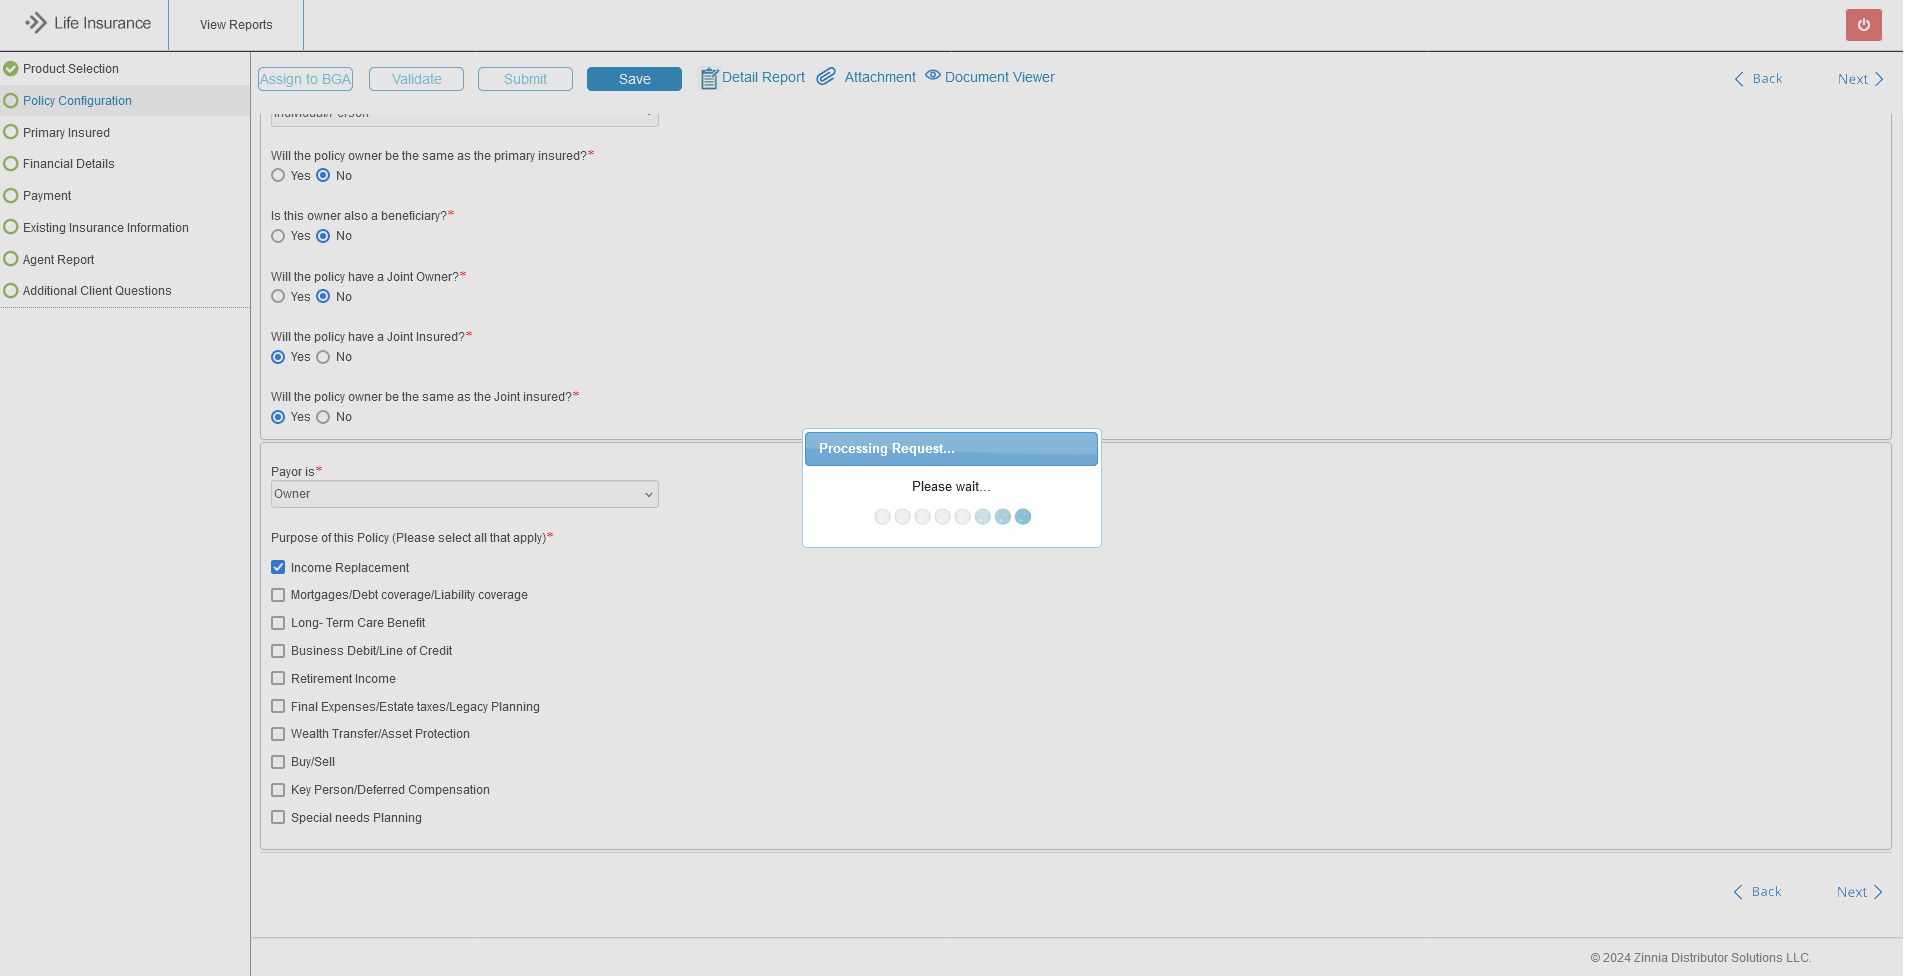 Life Insurance
View Reports
Product Selection
Policy Configuration
Primary Insured
Financial Details
Payment
Existing Insurance Information
Agent Report
Additional Client Questions
Assign to BGA
Validate
Submit
Save
Detail Report
Attachment
Document Viewer
Back
Next
Individual/Person
Will the policy owner be the same as the primary insured?*
Yes No
Is this owner also a beneficiary?*
Yes No
Will the policy have a Joint Owner?*
Yes No
Will the policy have a Joint Insured?*
Yes No
Will the policy owner be the same as the Joint insured?*
Yes No
Processing Request...
Please wait...
Payor is*
Owner
Purpose of this Policy (Please select all that apply)*
Income Replacement
Mortgages/Debt coverage/Liability coverage
Long- Term Care Benefit
Business Debit/Line of Credit
Retirement Income
Final Expenses/Estate taxes/Legacy Planning
Wealth Transfer/Asset Protection
Buy/Sell
Key Person/Deferred Compensation
Special needs Planning
Back
Next
© 2024 Zinnia Distributor Solutions LLC.